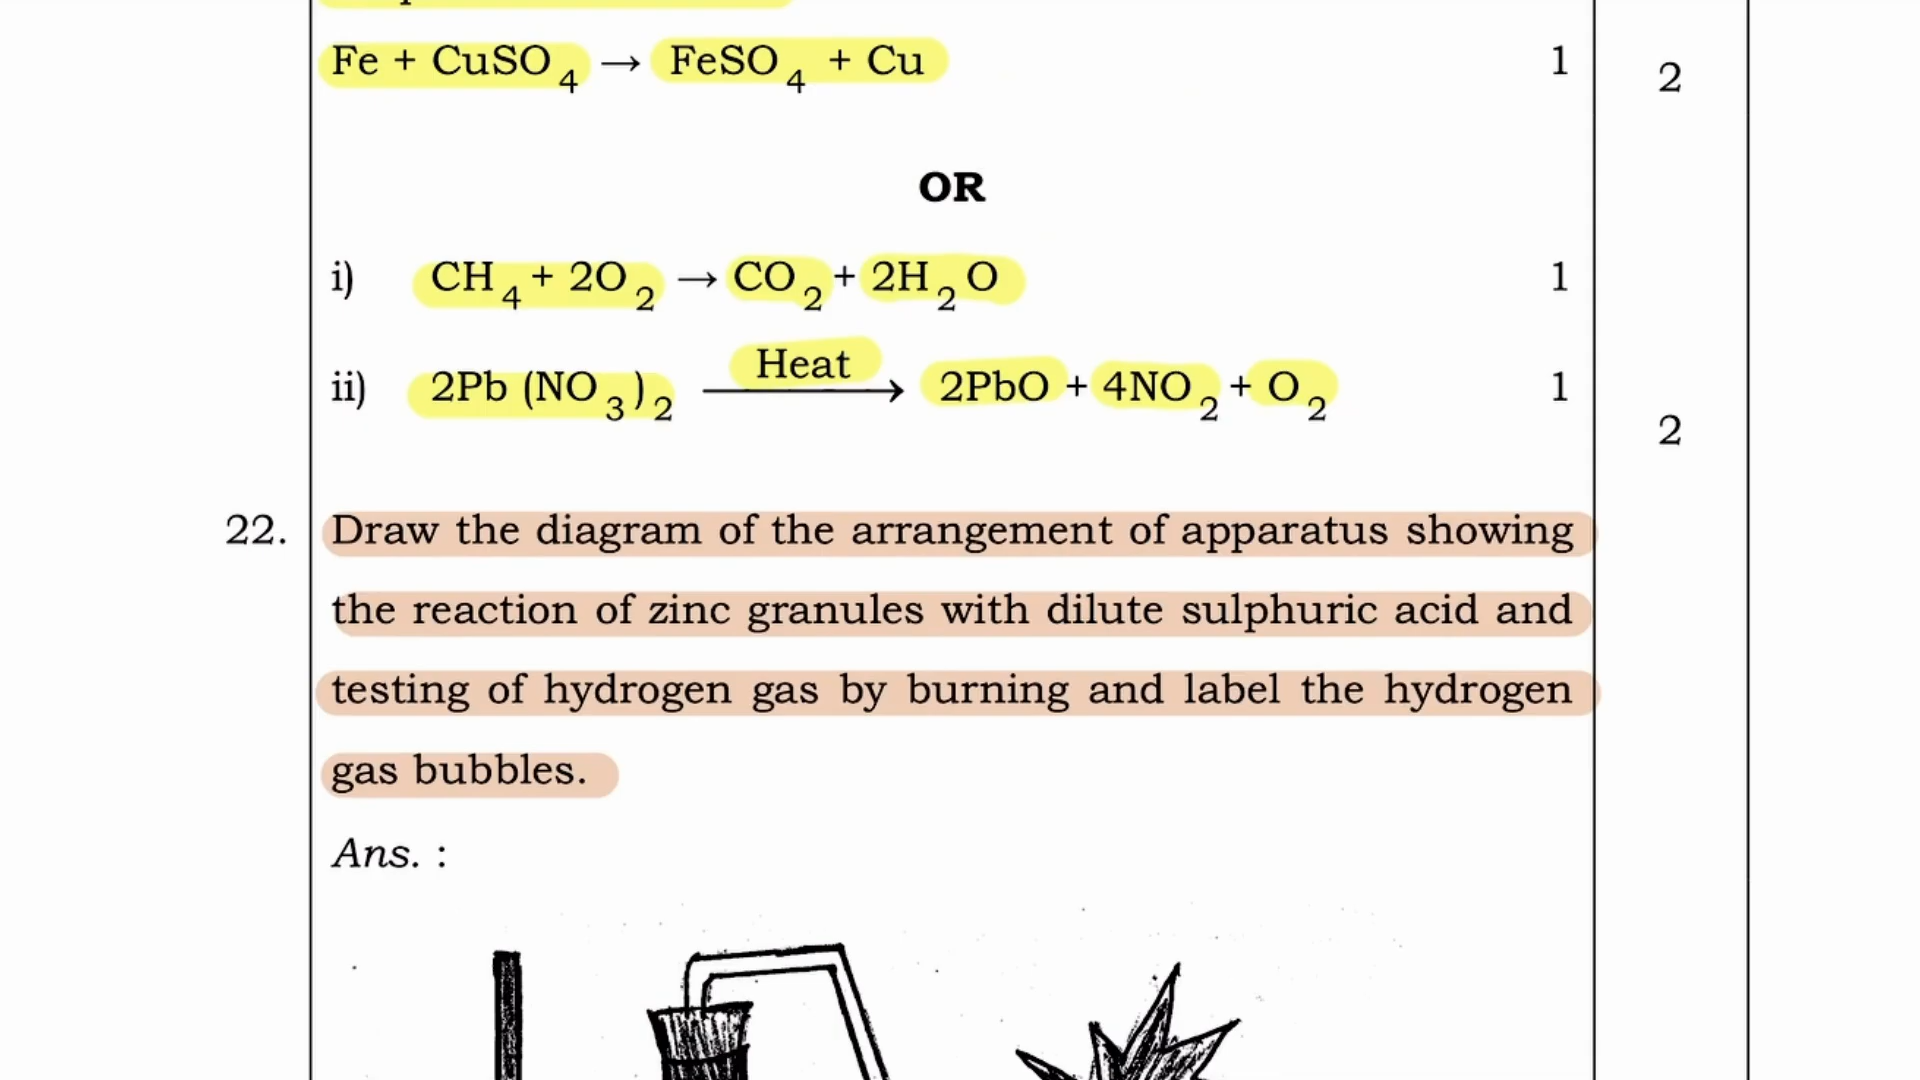 Fe + CuSO₄ → FeSO₄ + Cu 1 2
OR
i) CH₄ + 2O₂ → CO₂ + 2H₂O 1
Heat
ii) 2Pb (NO₃)₂ → 2PbO + 4NO₂ + O₂ 1
2
22. Draw the diagram of the arrangement of apparatus showing
the reaction of zinc granules with dilute sulphuric acid and
testing of hydrogen gas by burning and label the hydrogen
gas bubbles.
Ans. :